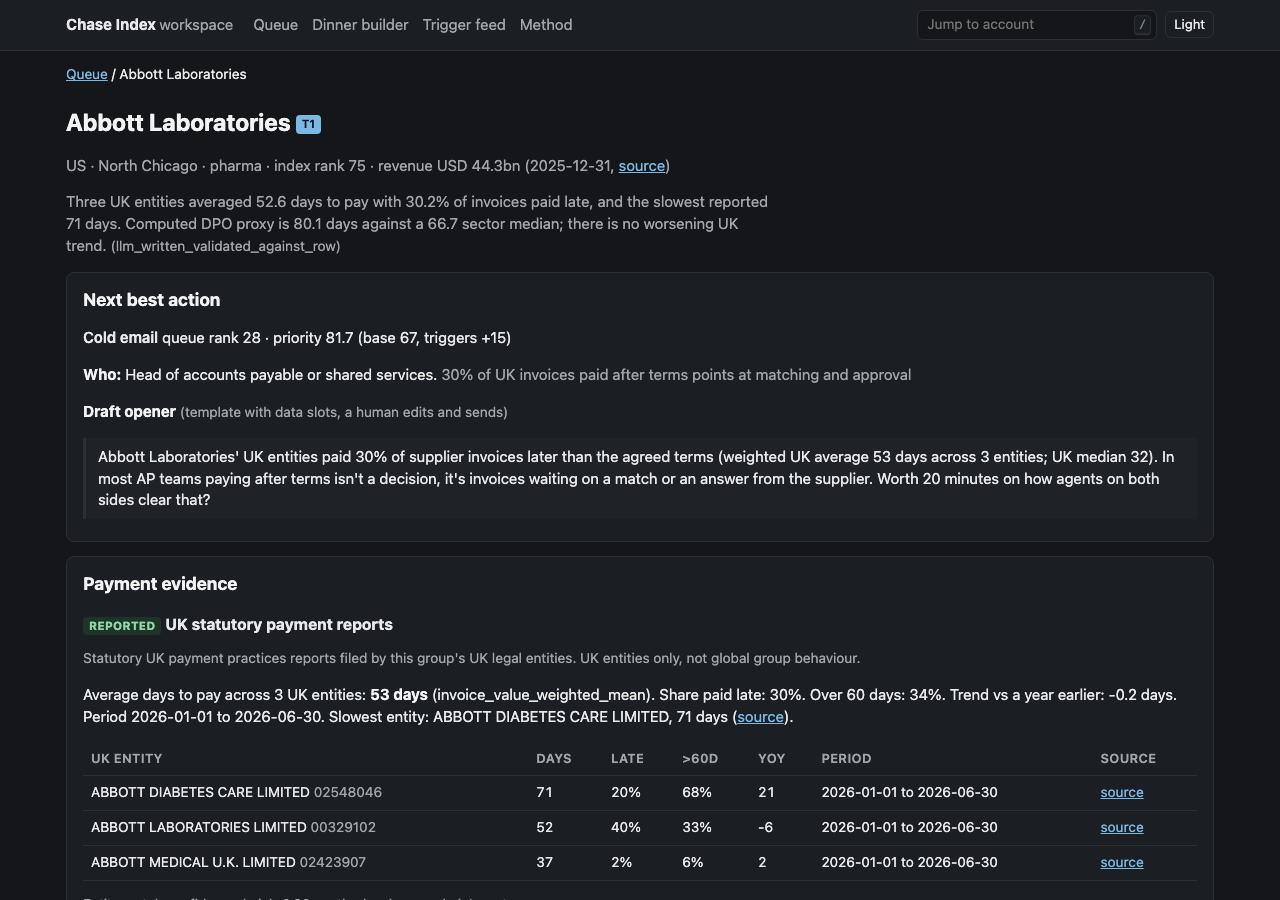 Chase Index workspace Queue Dinner builder Trigger feed Method Jump to account / Light
Queue / Abbott Laboratories
Abbott Laboratories T1
US · North Chicago · pharma · index rank 75 · revenue USD 44.3bn (2025-12-31, source)
Three UK entities averaged 52.6 days to pay with 30.2% of invoices paid late, and the slowest reported
71 days. Computed DPO proxy is 80.1 days against a 66.7 sector median; there is no worsening UK
trend. (llm_written_validated_against_row)
Next best action
Cold email queue rank 28 · priority 81.7 (base 67, triggers +15)
Who: Head of accounts payable or shared services. 30% of UK invoices paid after terms points at matching and approval
Draft opener (template with data slots, a human edits and sends)
Abbott Laboratories' UK entities paid 30% of supplier invoices later than the agreed terms (weighted UK average 53 days across 3 entities; UK median 32). In
most AP teams paying after terms isn't a decision, it's invoices waiting on a match or an answer from the supplier. Worth 20 minutes on how agents on both
sides clear that?
Payment evidence
REPORTED UK statutory payment reports
Statutory UK payment practices reports filed by this group's UK legal entities. UK entities only, not global group behaviour.
Average days to pay across 3 UK entities: 53 days (invoice_value_weighted_mean). Share paid late: 30%. Over 60 days: 34%. Trend vs a year earlier: -0.2 days.
Period 2026-01-01 to 2026-06-30. Slowest entity: ABBOTT DIABETES CARE LIMITED, 71 days (source).
UK ENTITY DAYS LATE >60D YOY PERIOD SOURCE
ABBOTT DIABETES CARE LIMITED 02548046 71 20% 68% 21 2026-01-01 to 2026-06-30 source
ABBOTT LABORATORIES LIMITED 00329102 52 40% 33% -6 2026-01-01 to 2026-06-30 source
ABBOTT MEDICAL U.K. LIMITED 02423907 37 2% 6% 2 2026-01-01 to 2026-06-30 source